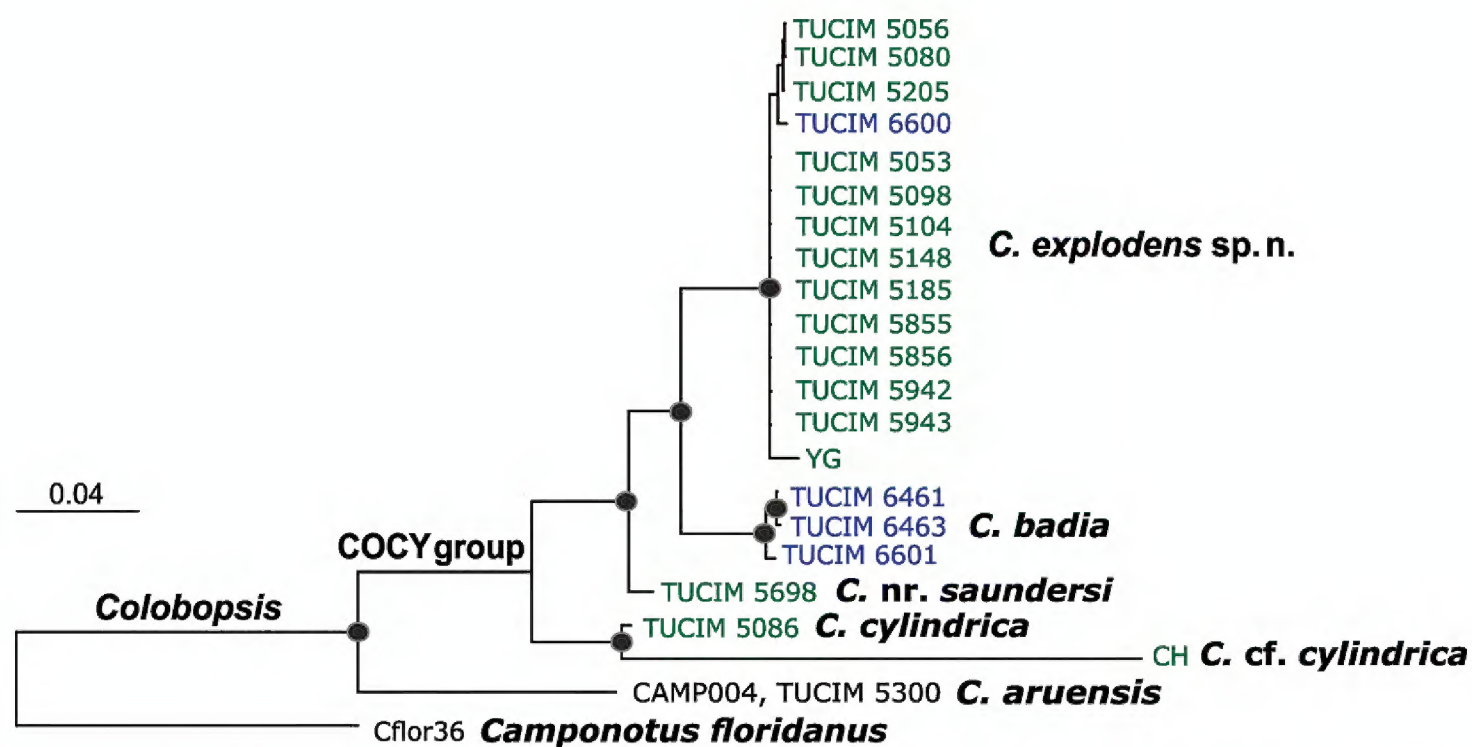 TUCIM 5056
TUCIM 5080
TUCIM 5205
TUCIM 6600
TUCIM 5053
TUCIM 5098
TUCIM 5104
C. explodens sp. n.
TUCIM 5148
TUCIM 5185
TUCIM 5855
TUCIM 5856
TUCIM 5942
TUCIM 5943
YG
0.04
TUCIM 6461
TUCIM 6463 C. badia
COCY group
TUCIM 6601
TUCIM 5698 C. nr. saundersi
Colobopsis
TUCIM 5086 C. cylindrica
CH C. cf. cylindrica
CAMP004, TUCIM 5300 C. aruensis
Cflor36 Camponotus floridanus